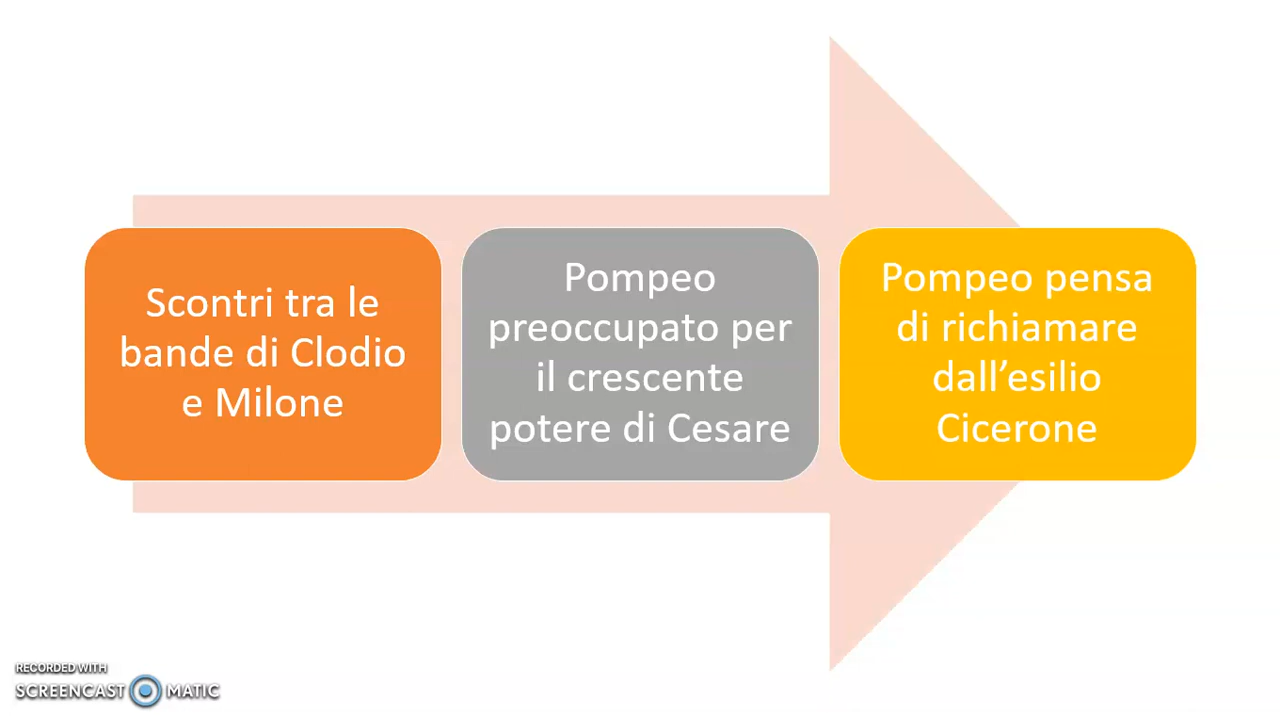 Scontri tra le
bande di Clodio
e Milone
Pompeo
preoccupato per
il crescente
potere di Cesare
Pompeo pensa
di richiamare
dall’esilio
Cicerone
RECORDED WITH
SCREENCAST MATIC